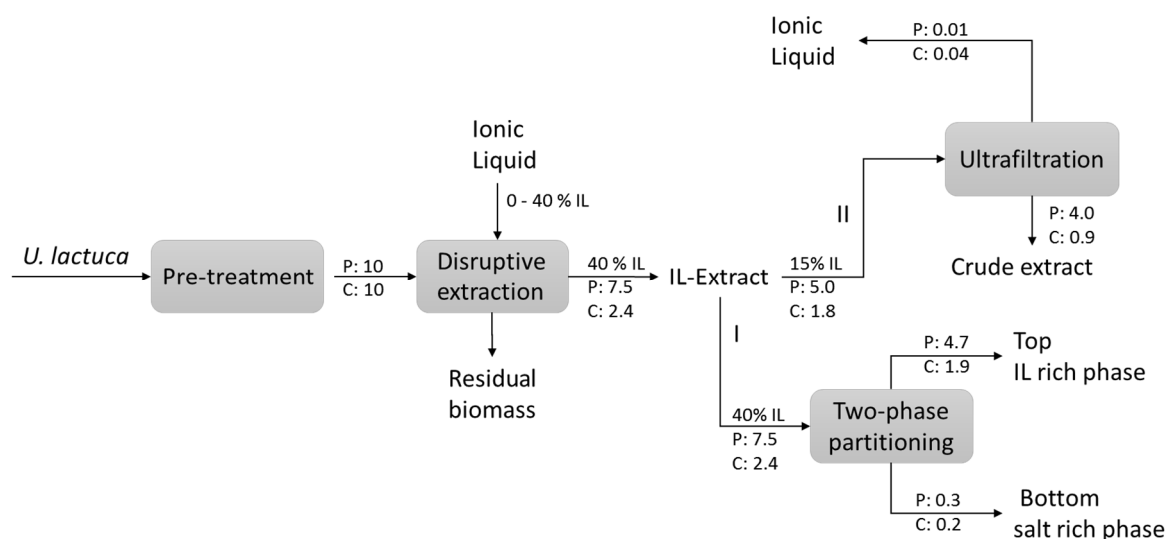 U. lactuca
Pre-treatment
P: 10
C: 10
Ionic
Liquid
0 - 40 % IL
Disruptive
extraction
Residual
biomass
40 % IL
P: 7.5
C: 2.4
IL-Extract
15% IL
P: 5.0
C: 1.8
II
Ultrafiltration
P: 0.01
C: 0.04
Ionic
Liquid
P: 4.0
C: 0.9
Crude extract
I
40% IL
P: 7.5
C: 2.4
Two-phase
partitioning
P: 4.7
C: 1.9
Top
IL rich phase
P: 0.3
C: 0.2
Bottom
salt rich phase